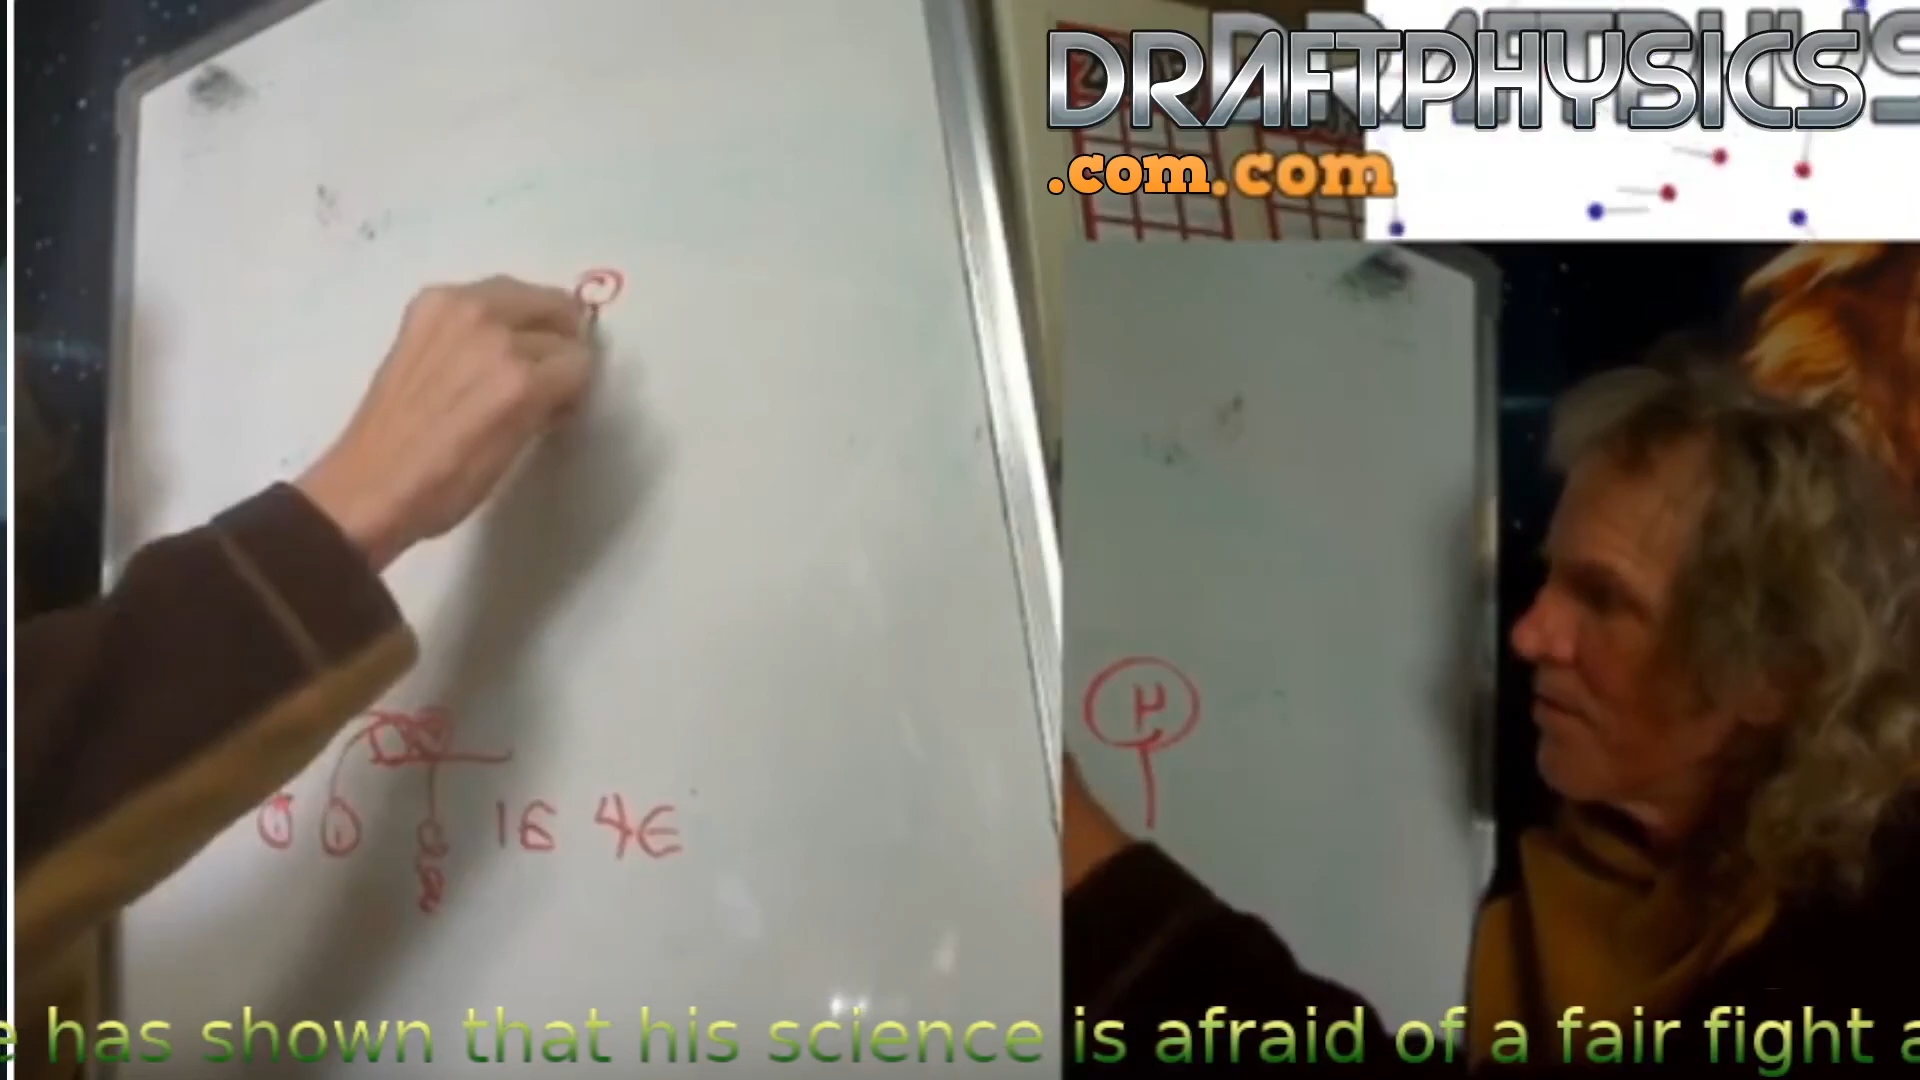 DRAFTPHYSICS
.com.com
H
16 4E
e has shown that his science is afraid of a fair fight a